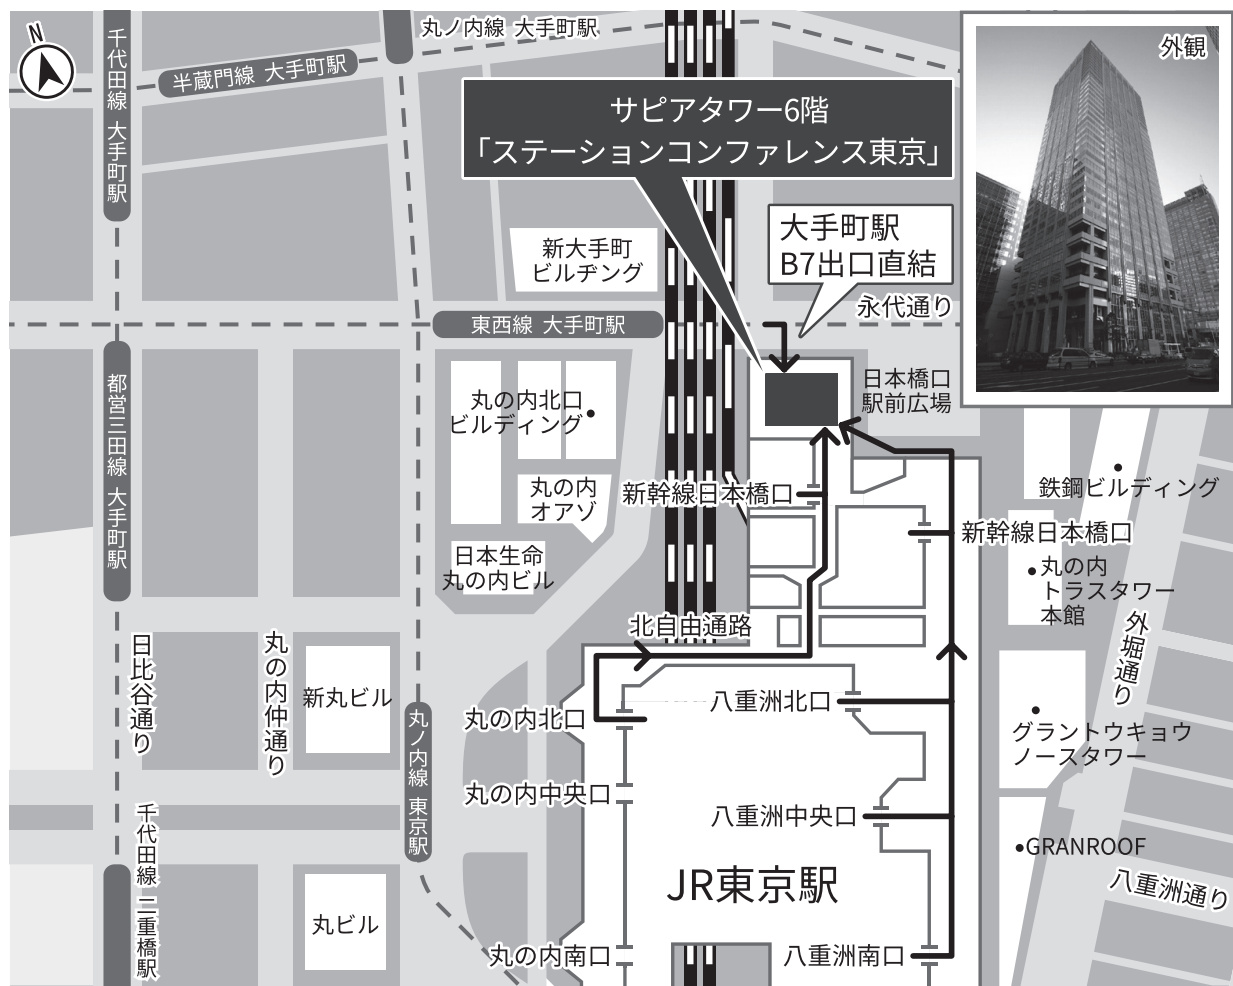 N
千代田線 大手町駅
半蔵門線 大手町駅
丸ノ内線 大手町駅
外観
サピアタワー6階
「ステーションコンファレンス東京」
大手町駅
B7出口直結
新大手町
ビルヂング
永代通り
東西線 大手町駅
都営三田線 大手町駅
丸の内北口
ビルディング
日本橋口
駅前広場
丸の内
オアゾ
新幹線日本橋口
鉄鋼ビルディング
新幹線日本橋口
日本生命
丸の内ビル
丸の内
トラスタワー
本館
北自由通路
外堀通り
日比谷通り
丸の内仲通り
新丸ビル
丸ノ内線 東京駅
丸の内北口
八重洲北口
グラントウキョウ
ノースタワー
丸の内中央口
八重洲中央口
千代田線 二重橋駅
GRANROOF
JR東京駅
八重洲通り
丸ビル
丸の内南口
八重洲南口